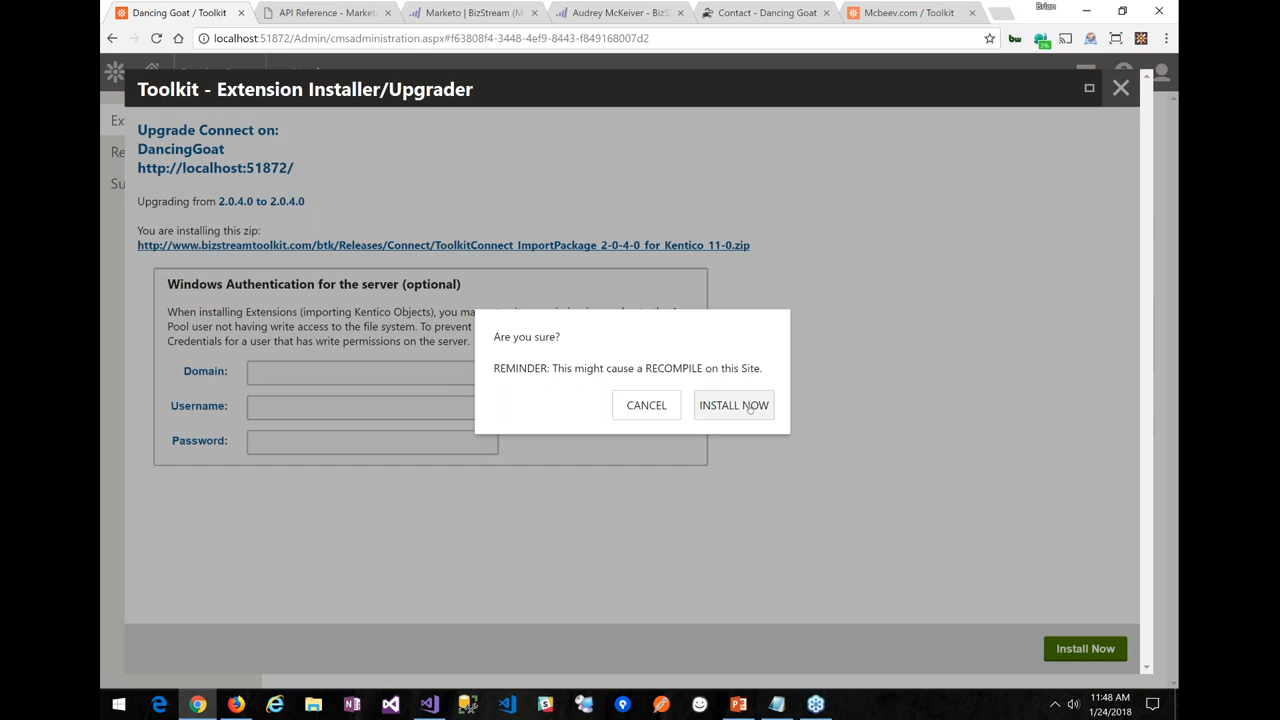 Dancing Goat / Toolkit
API Reference - Market
Marketo | BizStream (M
Audrey McKeiver - BizS
Contact - Dancing Goat
Mcbeev.com / Toolkit
Brian
localhost:51872/Admin/cmsadministration.aspx#f63808f4-3448-4ef9-8443-f849168007d2
3%
Toolkit - Extension Installer/Upgrader
Ex
Re
Su
Upgrade Connect on:
DancingGoat
http://localhost:51872/
Upgrading from 2.0.4.0 to 2.0.4.0
You are installing this zip:
http://www.bizstreamtoolkit.com/btk/Releases/Connect/ToolkitConnect_ImportPackage_2-0-4-0_for_Kentico_11-0.zip
Windows Authentication for the server (optional)
When installing Extensions (importing Kentico Objects), you ma
Pool user not having write access to the file system. To prevent
Credentials for a user that has write permissions on the server.
Domain:
Username:
Password:
Are you sure?
REMINDER: This might cause a RECOMPILE on this Site.
CANCEL
INSTALL NOW
Install Now
11:48 AM
1/24/2018